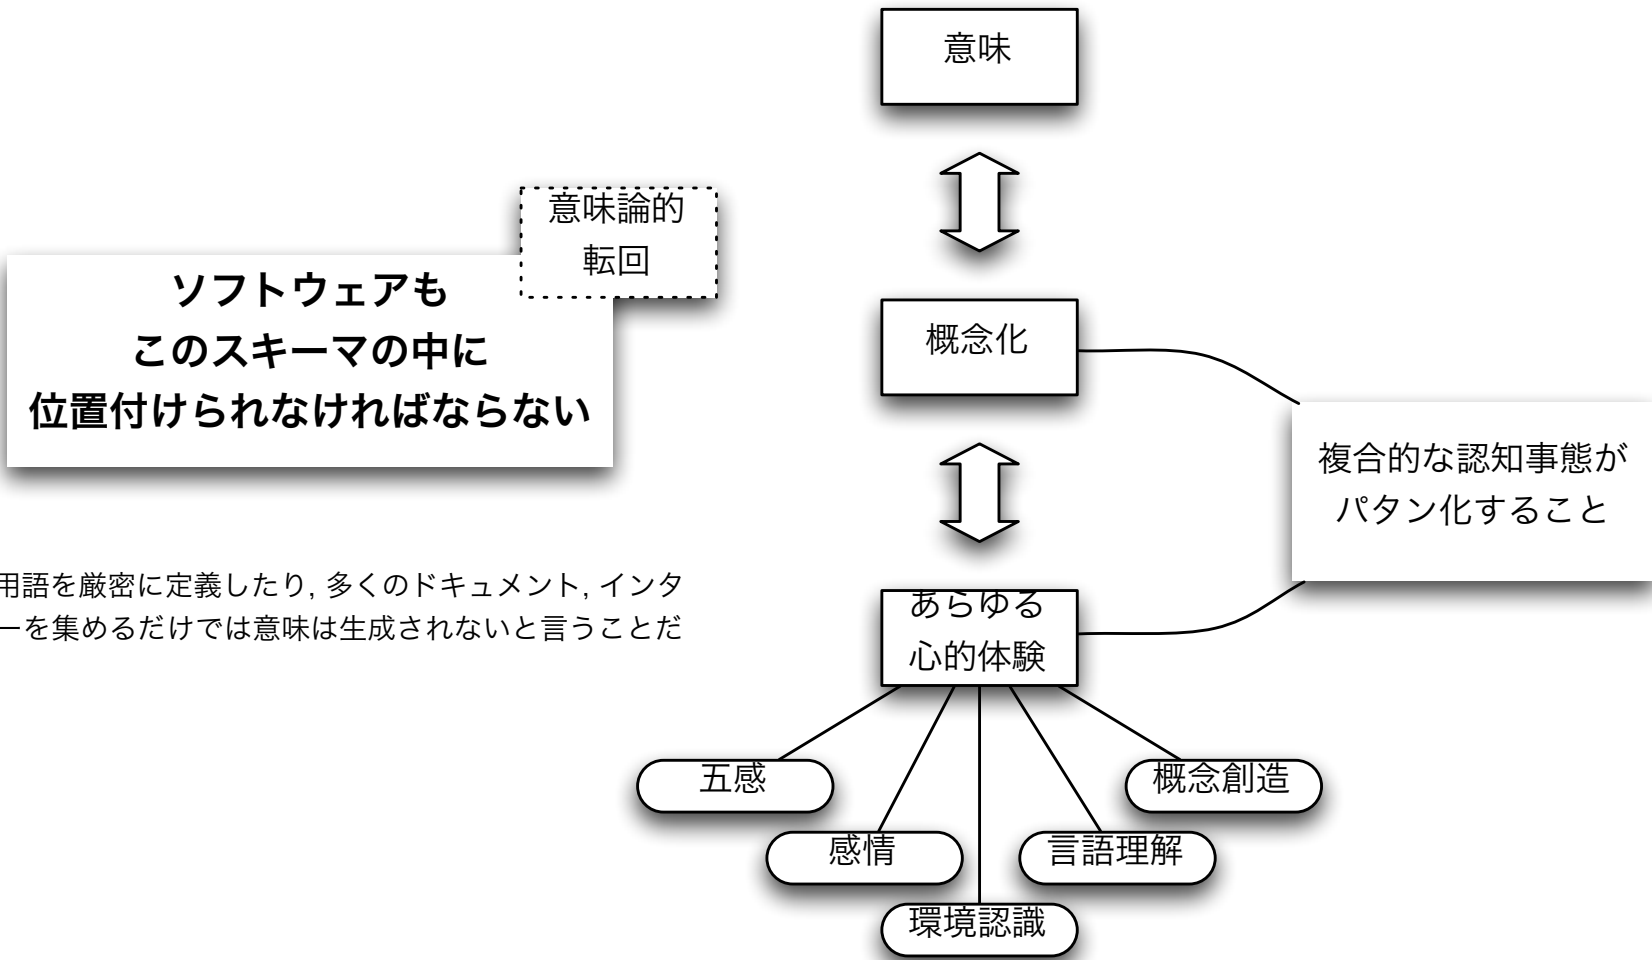 意味
意味論的
転回
ソフトウェアも
このスキーマの中に
位置付けられなければならない
概念化
複合的な認知事態が
パタン化すること
用語を厳密に定義したり, 多くのドキュメント, インタ
ーを集めるだけでは意味は生成されないと言うことだ
あらゆる
心的体験
五感
概念創造
感情
言語理解
環境認識